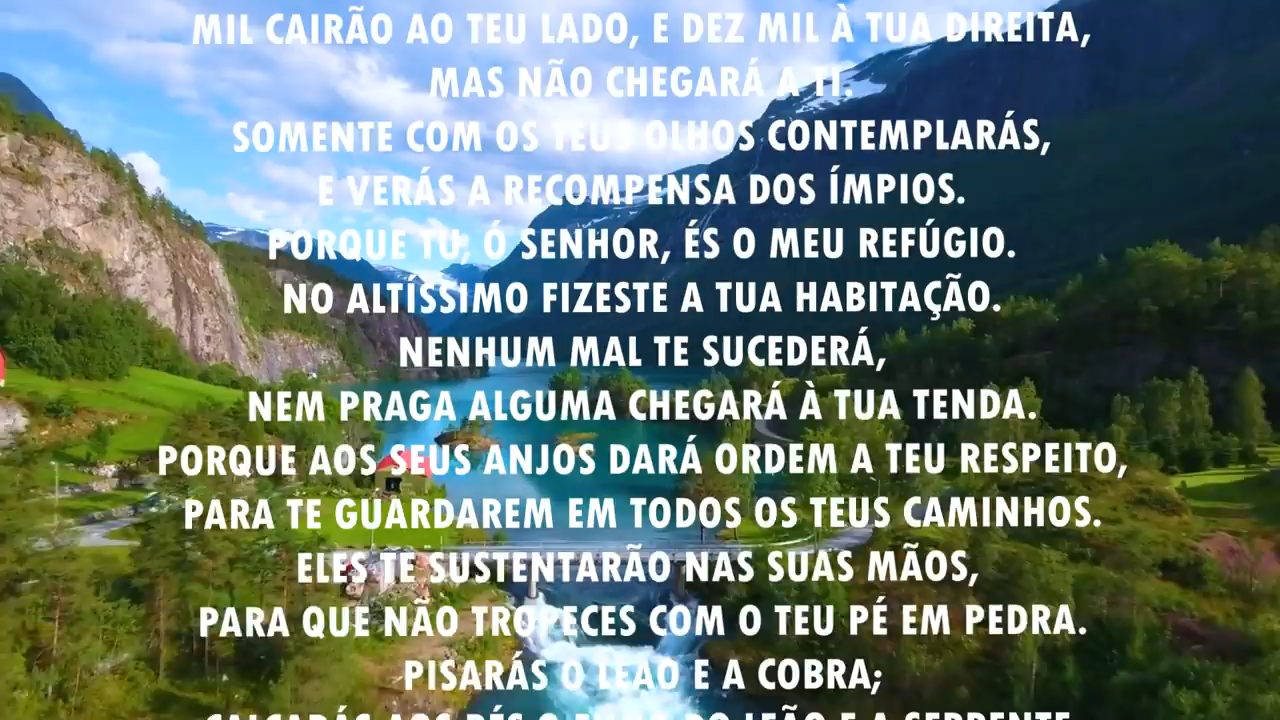 MIL CAIRÃO AO TEU LADO, E DEZ MIL À TUA DIREITA,
MAS NÃO CHEGARÁ A TI.
SOMENTE COM OS TEUS OLHOS CONTEMPLARÁS,
E VERÁS A RECOMPENSA DOS ÍMPIOS.
PORQUE TU, Ó SENHOR, ÉS O MEU REFÚGIO.
NO ALTÍSSIMO FIZESTE A TUA HABITAÇÃO.
NENHUM MAL TE SUCEDERÁ,
NEM PRAGA ALGUMA CHEGARÁ À TUA TENDA.
PORQUE AOS SEUS ANJOS DARÁ ORDEM A TEU RESPEITO,
PARA TE GUARDAREM EM TODOS OS TEUS CAMINHOS.
ELES TE SUSTENTARÃO NAS SUAS MÃOS,
PARA QUE NÃO TROPECES COM O TEU PÉ EM PEDRA.
PISARÁS O LEÃO E A COBRA;